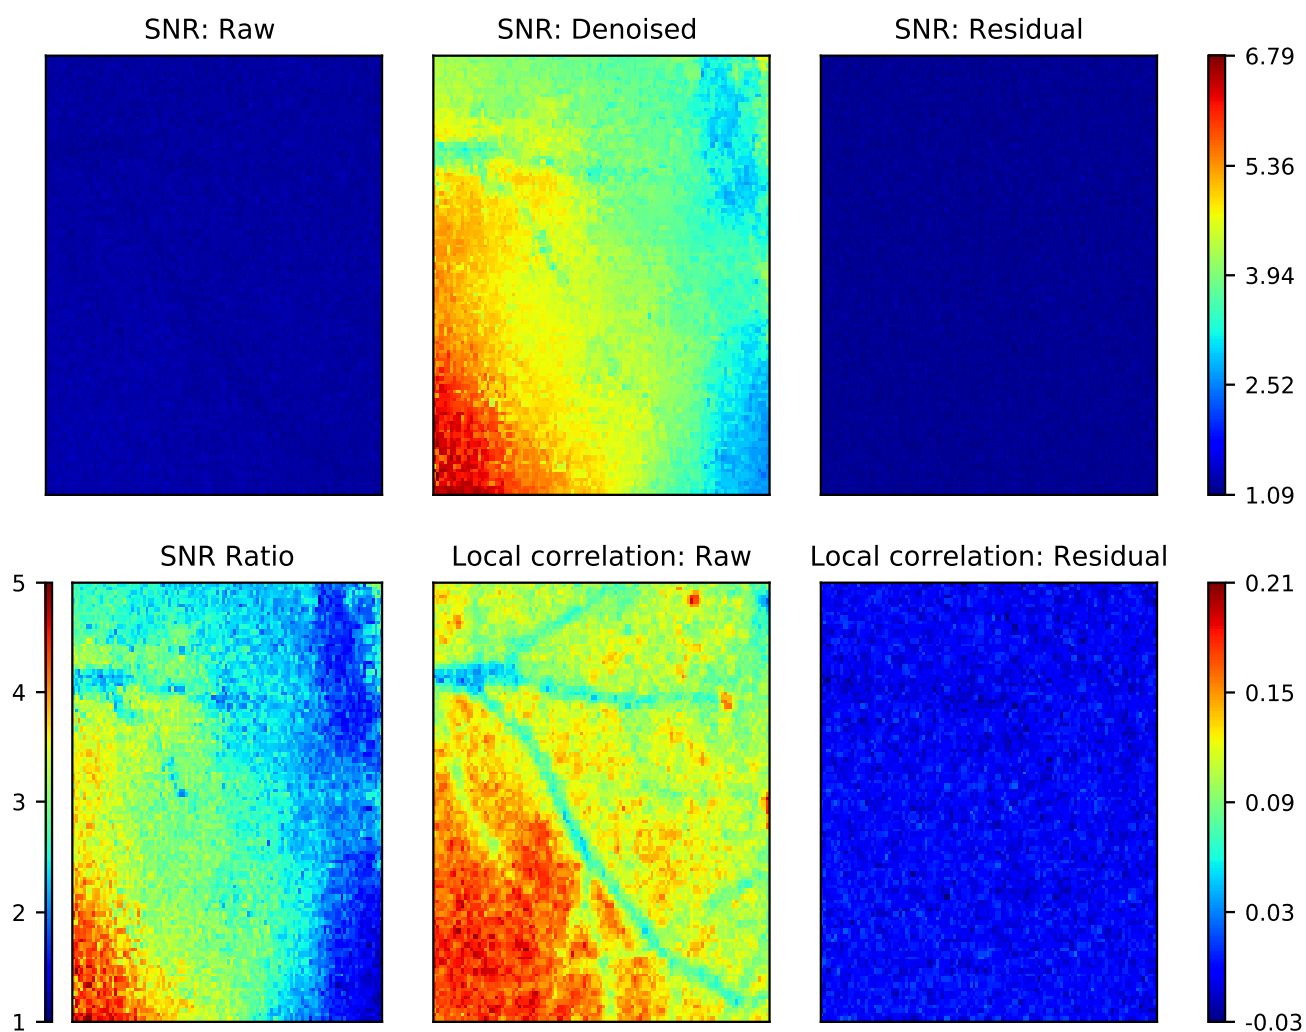 SNR: Raw
SNR: Denoised
SNR: Residual
6.79
5.36
3.94
2.52
1.09
SNR Ratio
Local correlation: Raw
Local correlation: Residual
5
4
3
2
1
0.21
0.15
0.09
0.03
-0.03